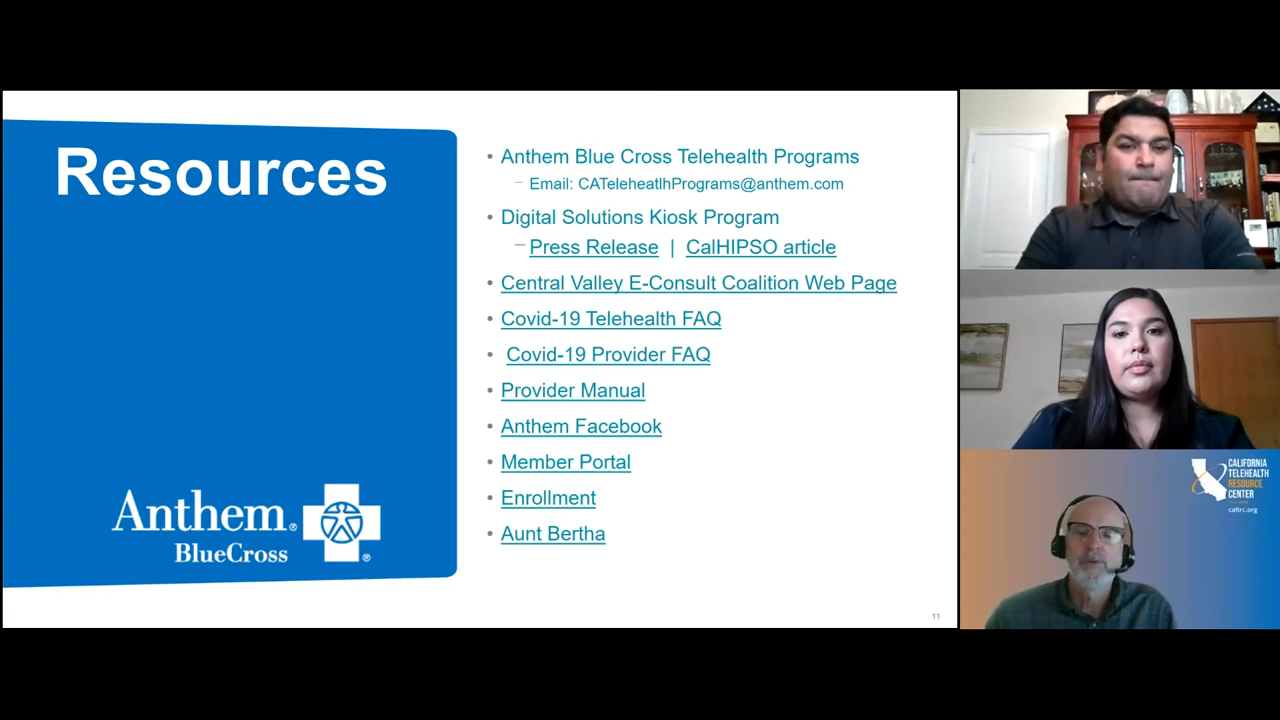 Resources
Anthem®
BlueCross ®
• Anthem Blue Cross Telehealth Programs
– Email: CATeleheatlhPrograms@anthem.com
• Digital Solutions Kiosk Program
– Press Release | CalHIPSO article
• Central Valley E-Consult Coalition Web Page
• Covid-19 Telehealth FAQ
• Covid-19 Provider FAQ
• Provider Manual
• Anthem Facebook
• Member Portal
• Enrollment
• Aunt Bertha
11
CALIFORNIA
TELEHEALTH
RESOURCE
CENTER
caltrc.org